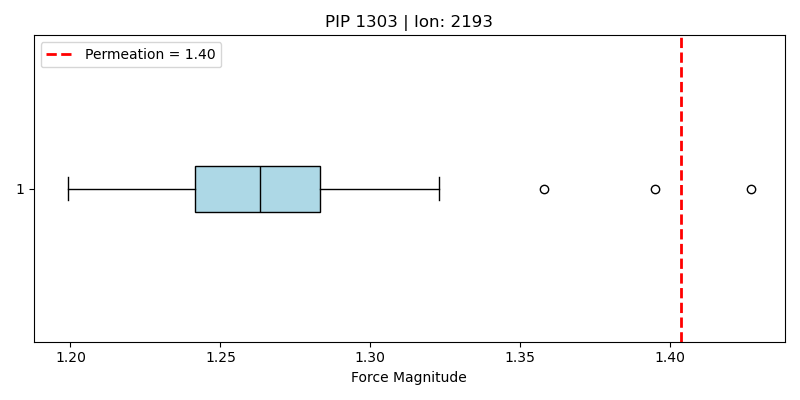 PIP 1303 | Ion: 2193
Permeation = 1.40
1
1.20 1.25 1.30 1.35 1.40
Force Magnitude